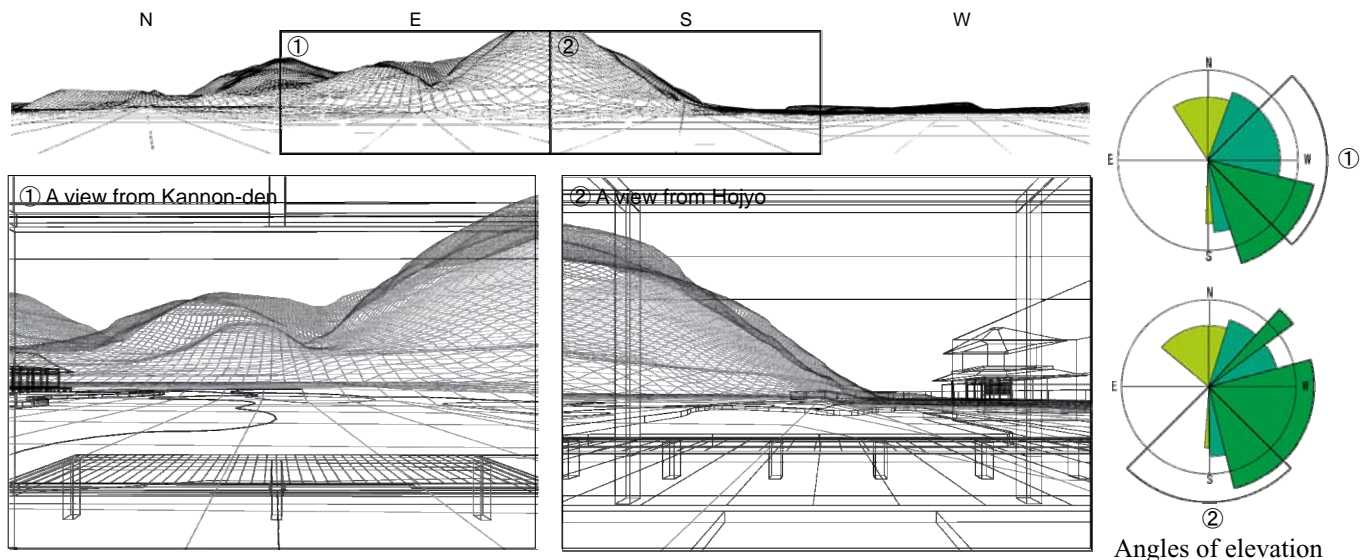 N E S W
① ②
① A view from Kannon-den
② A view from Hojyo
N
E W ①
S
N
E W
S
②
Angles of elevation